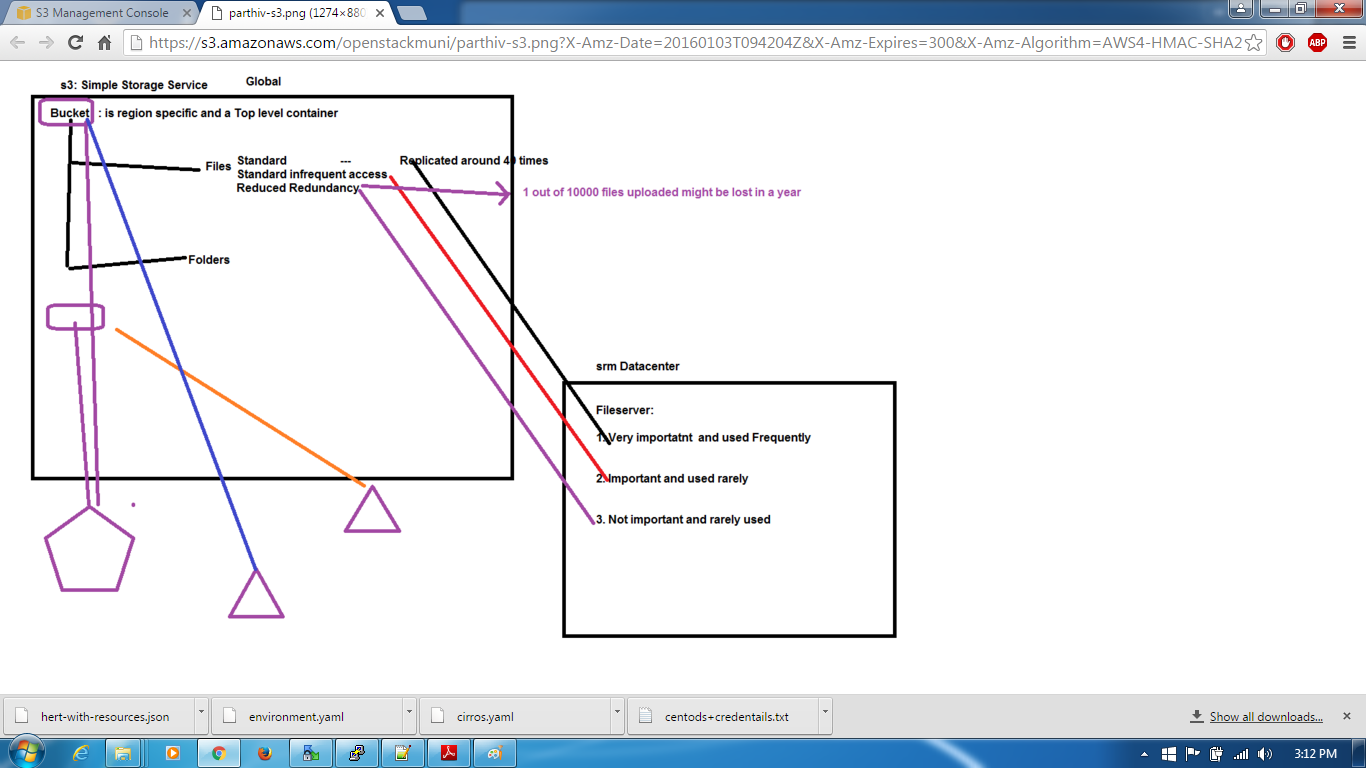 S3 Management Console
parthiv-s3.png (1274×880
https://s3.amazonaws.com/openstackmuni/parthiv-s3.png?X-Amz-Date=20160103T094204Z&X-Amz-Expires=300&X-Amz-Algorithm=AWS4-HMAC-SHA2
ABP
s3: Simple Storage Service
Global
Bucket : is region specific and a Top level container
Files
Standard --- Replicated around 40 times
Standard infrequent access
Reduced Redundancy
1 out of 10000 files uploaded might be lost in a year
Folders
srm Datacenter
Fileserver:
1. Very importatnt and used Frequently
2. Important and used rarely
3. Not important and rarely used
hert-with-resources.json
environment.yaml
cirros.yaml
centods+credentails.txt
Show all downloads...
3:12 PM